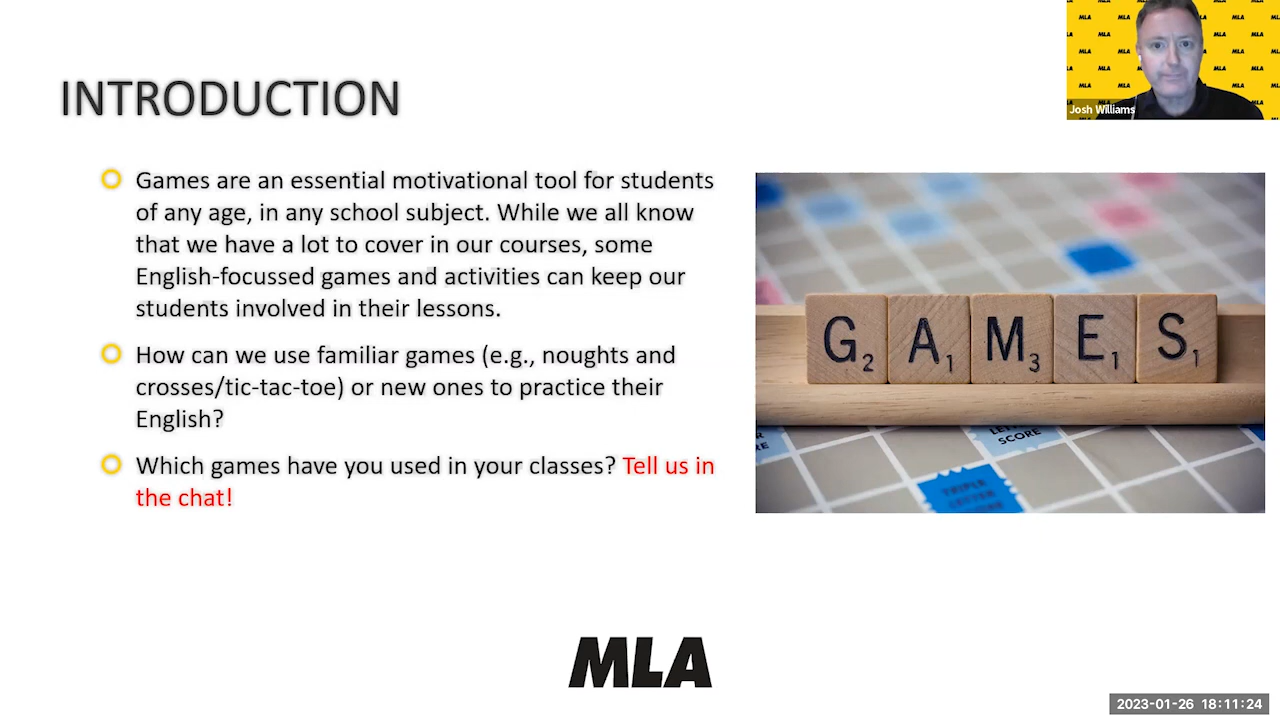 INTRODUCTION
Games are an essential motivational tool for students
of any age, in any school subject. While we all know
that we have a lot to cover in our courses, some
English-focussed games and activities can keep our
students involved in their lessons.
How can we use familiar games (e.g., noughts and
crosses/tic-tac-toe) or new ones to practice their
English?
Which games have you used in your classes? Tell us in
the chat!
MLA
Josh Williams
G2 A1 M3 E1 S1
SCORE
TRIPLE
LETTER
MLA
2023-01-26 18:11:24